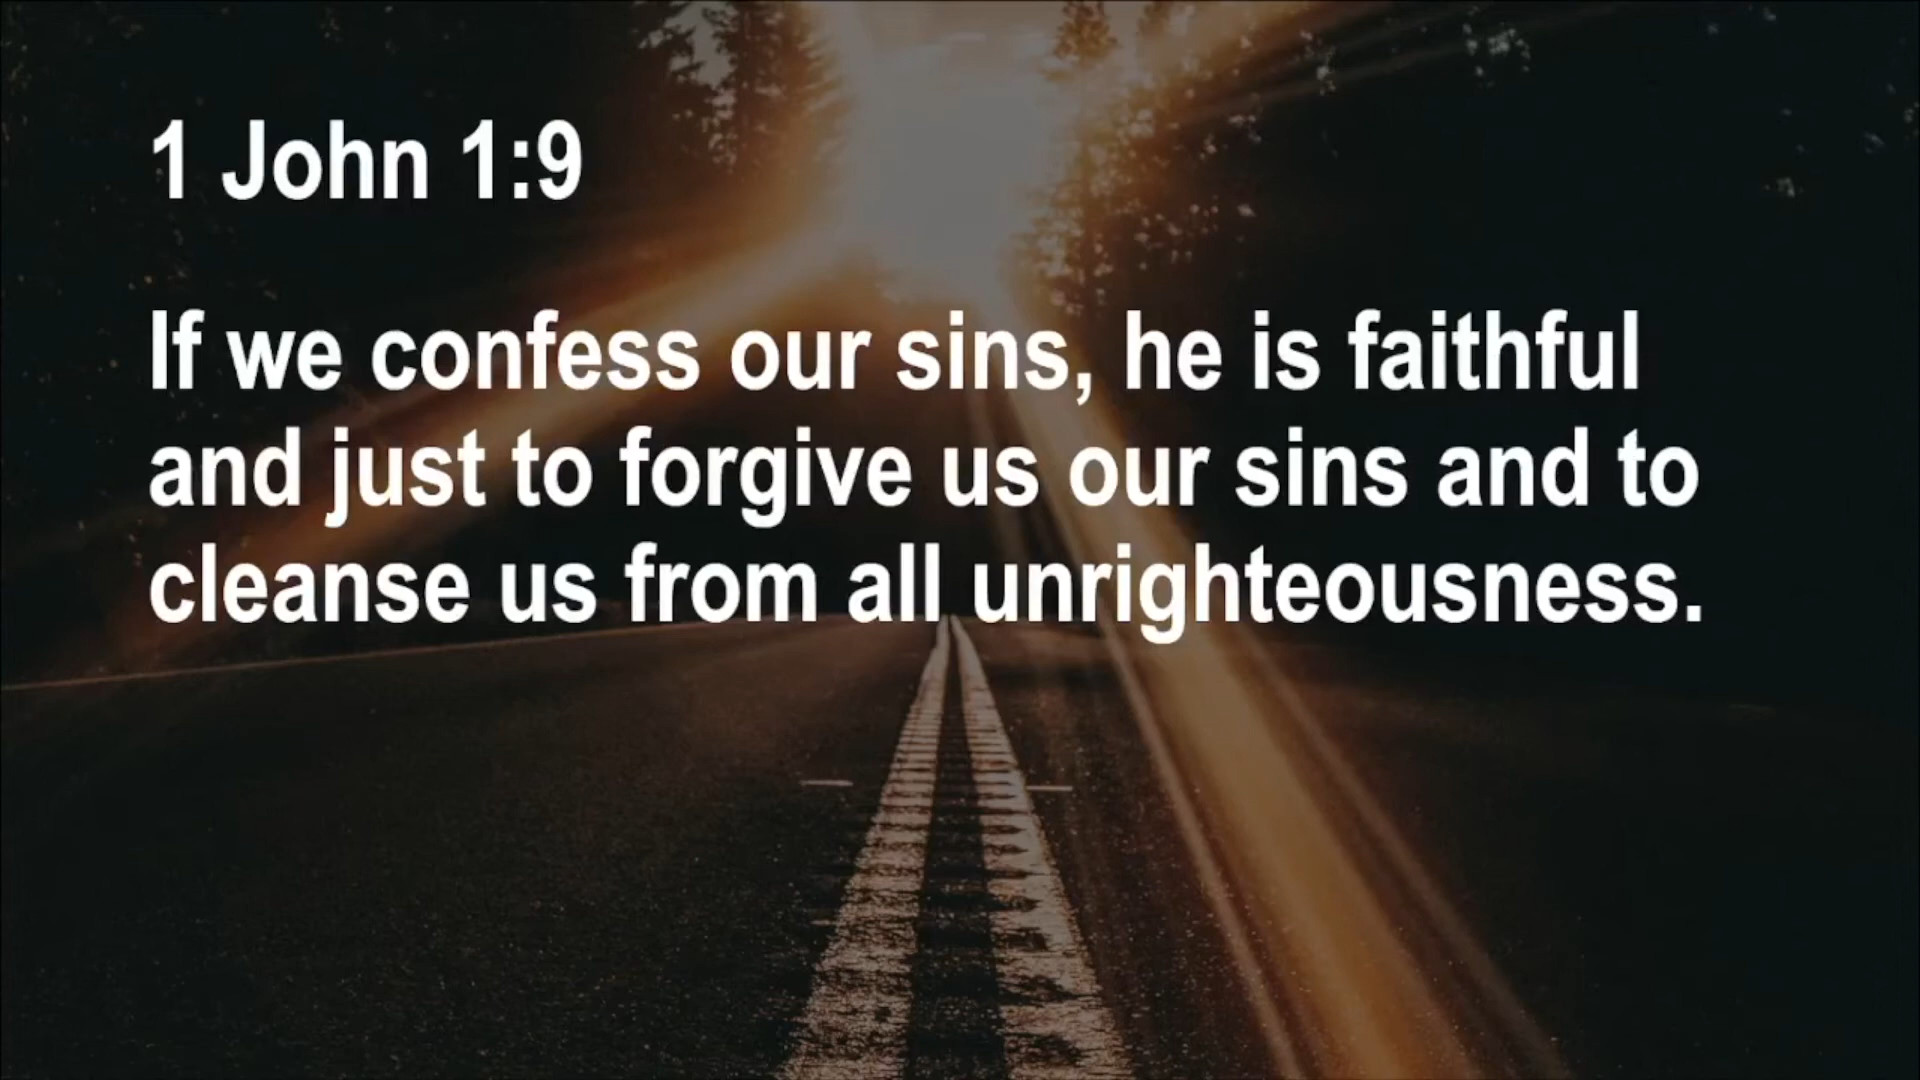 1 John 1:9
If we confess our sins, he is faithful
and just to forgive us our sins and to
cleanse us from all unrighteousness.